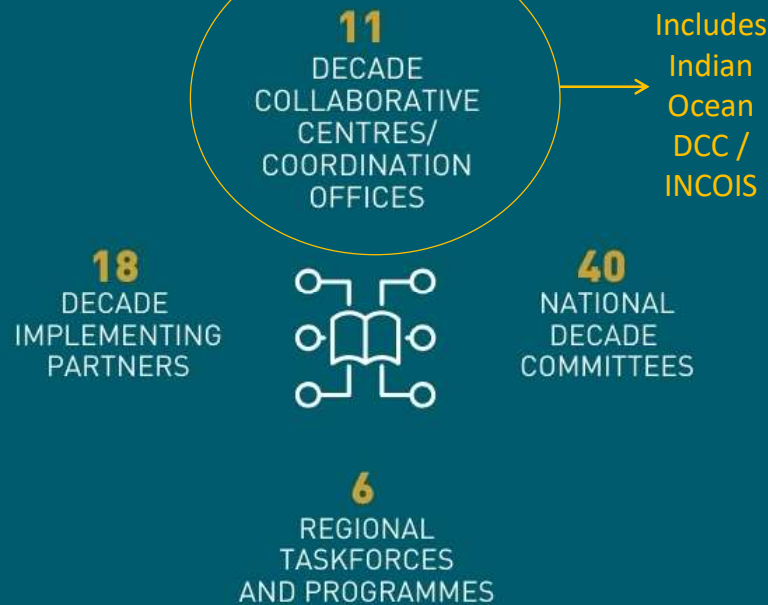 11
DECADE
COLLABORATIVE
CENTRES/
COORDINATION
OFFICES
Includes
Indian
Ocean
DCC /
INCOIS
18
DECADE
IMPLEMENTING
PARTNERS
40
NATIONAL
DECADE
COMMITTEES
6
REGIONAL
TASKFORCES
AND PROGRAMMES